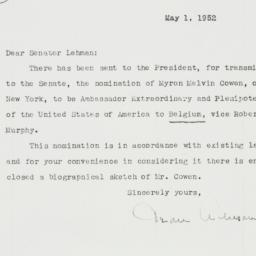 May 1, 1952
Dear Senator Lehman:
There has been sent to the President, for transmi
to the Senate, the nomination of Myron Melvin Cowen, o
New York, to be Ambassador Extraordinary and Plenipote
of the United States of America to Belgium, vice Rober
Murphy.
This nomination is in accordance with existing la
and for your convenience in considering it there is en
closed a biographical sketch of Mr. Cowen.
Sincerely yours,